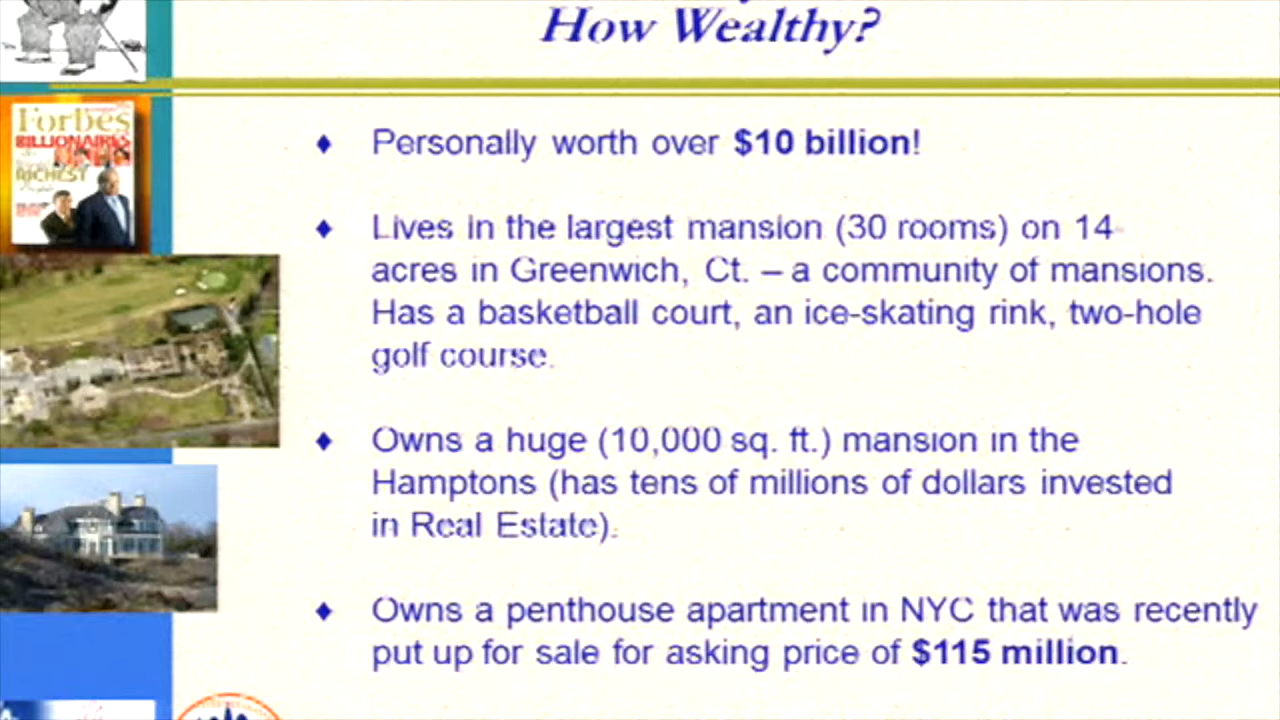 How Wealthy?
Forbes
BILLIONAIRES
RICHEST
♦ Personally worth over $10 billion!
♦ Lives in the largest mansion (30 rooms) on 14-
acres in Greenwich, Ct. – a community of mansions.
Has a basketball court, an ice-skating rink, two-hole
golf course.
♦ Owns a huge (10,000 sq. ft.) mansion in the
Hamptons (has tens of millions of dollars invested
in Real Estate).
♦ Owns a penthouse apartment in NYC that was recently
put up for sale for asking price of $115 million.